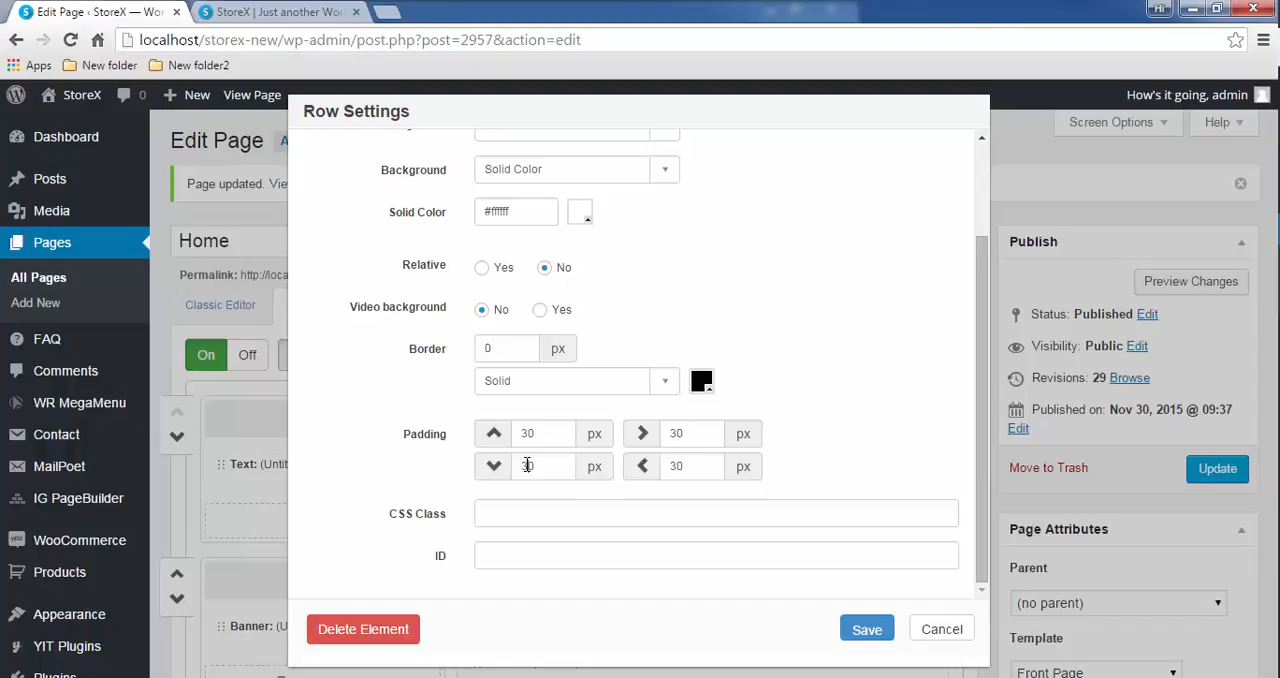 Edit Page ‹ StoreX — Wo
StoreX | Just another Wo
Hi
localhost/storex-new/wp-admin/post.php?post=2957&action=edit
Apps
New folder
New folder2
StoreX
0
New
View Page
How's it going, admin
Dashboard
Posts
Media
Pages
All Pages
Add New
FAQ
Comments
WR MegaMenu
Contact
MailPoet
IG PageBuilder
WooCommerce
Products
Appearance
YIT Plugins
Plugins
Edit Page
Page updated. Vie
Home
Permalink: http://loca
Classic Editor
On
Off
Text: (Untit
Banner: (U
Row Settings
Background
Solid Color
Solid Color
#ffffff
Relative
Yes
No
Video background
No
Yes
Border
0
px
Solid
Padding
30
px
30
px
30
px
30
px
CSS Class
ID
Delete Element
Save
Cancel
Screen Options
Help
Publish
Preview Changes
Status: Published Edit
Visibility: Public Edit
Revisions: 29 Browse
Published on: Nov 30, 2015 @ 09:37
Edit
Move to Trash
Update
Page Attributes
Parent
(no parent)
Template
Front Page